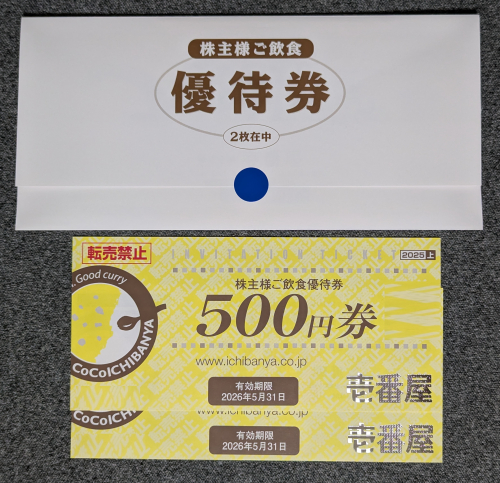 株主様ご飲食
優待券
2枚在中
転売禁止
INVITATION TICKET
2025上
Good curry
CoCoICHIBANYA
株主様ご飲食優待券
500円券
www.ichibanya.co.jp
有効期限
2026年5月31日
壱番屋
CoCoICHI
www.ichibanya.co.jp
有効期限
2026年5月31日
壱番屋